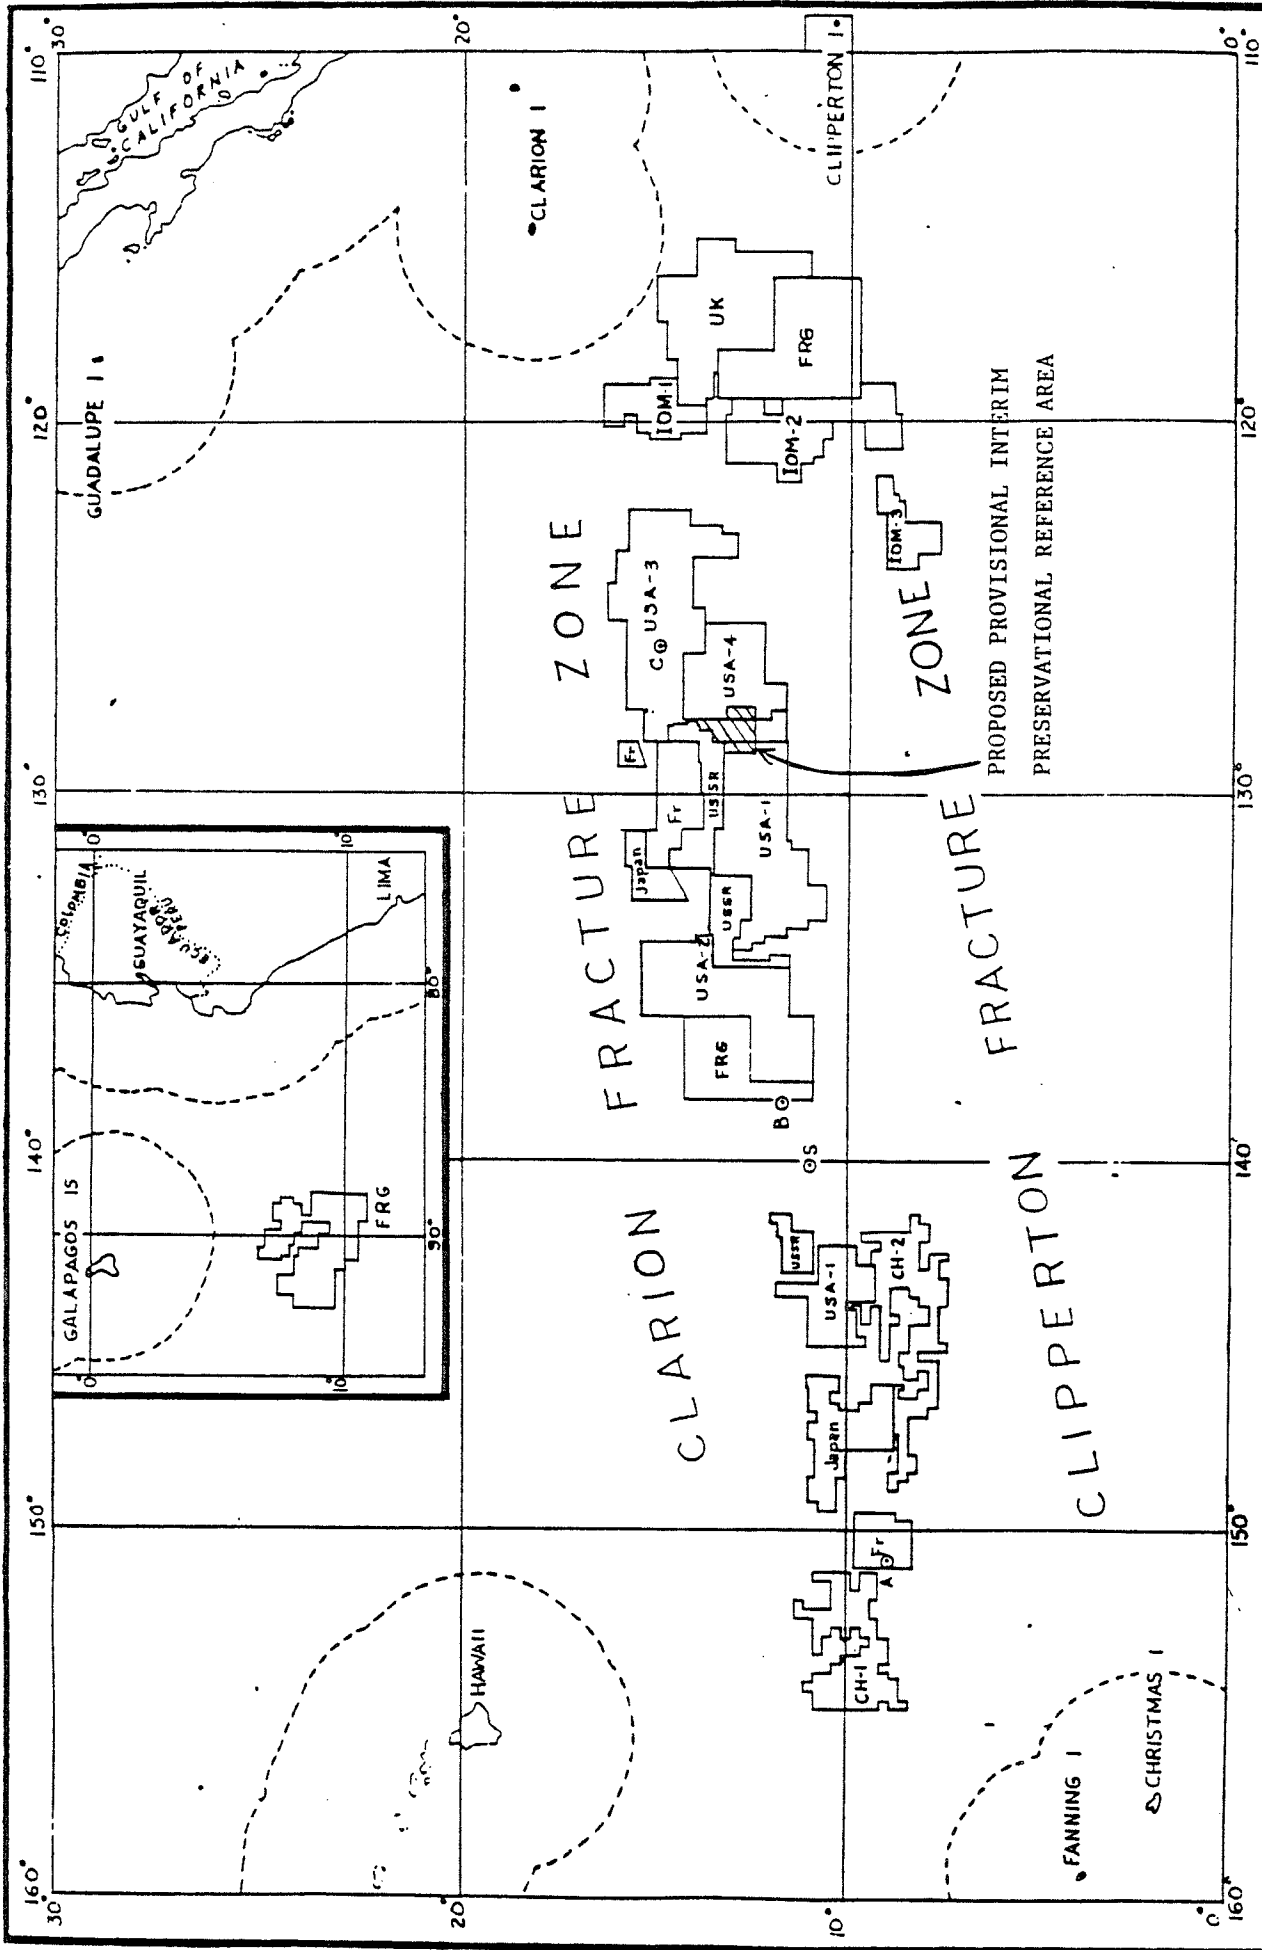 160°
150°
140°
130°
120°
110°
30°
30
20°
20°
10°
0°
0°
160°
150°
140°
130°
120°
110°
GALAPAGOS IS
COLOMBIA
GUAYAQUIL
ECUADOR
PERU
LIMA
FRG
0°
0°
10°
10°
90°
80°
GUADALUPE I
GULF OF
CALIFORNIA
CLARION I
CLIPPERTON I
HAWAII
FANNING I
CHRISTMAS I
CLARION FRACTURE ZONE
CLIPPERTON FRACTURE ZONE
CH-1
A
Fr
Japan
USA-1
USSR
CH-2
S
B
FRG
USA-2
USSR
Japan
Fr
USSR
USA-1
Fr
C
USA-3
USA-4
IOM-1
IOM-2
IOM-3
UK
FRG
PROPOSED PROVISIONAL INTERIM
PRESERVATIONAL REFERENCE AREA